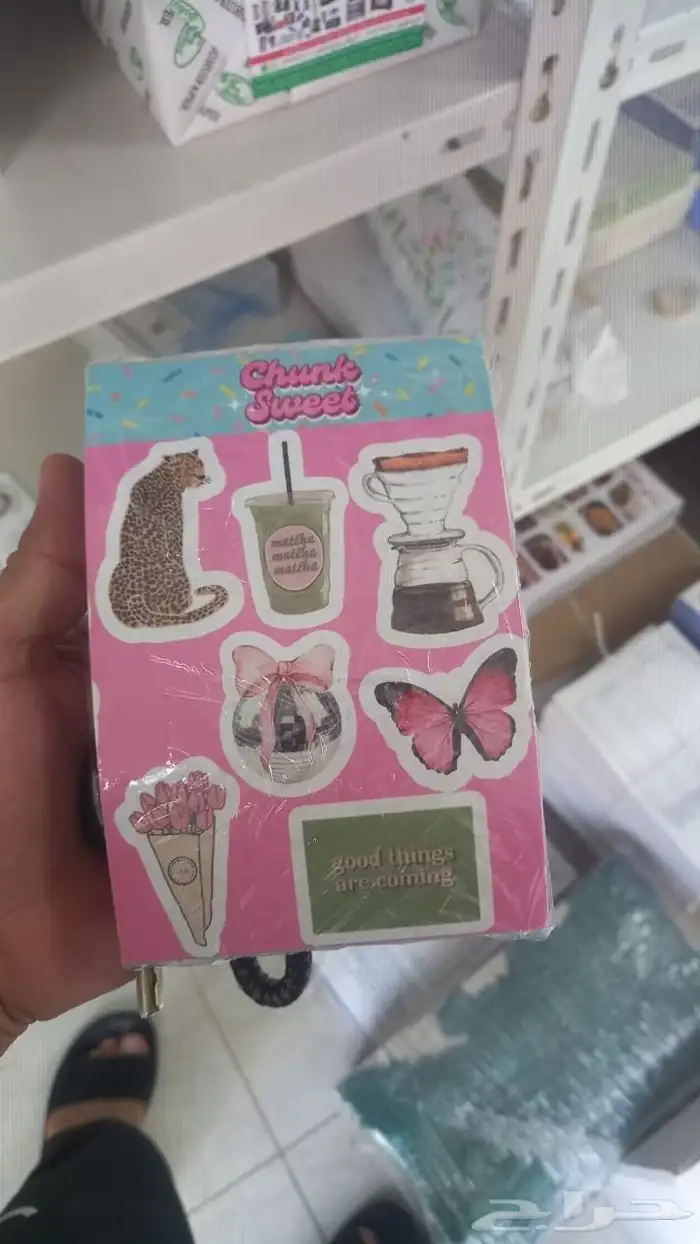 Chunk
Sweet
matcha
matcha
matcha
good things
are coming
حراج